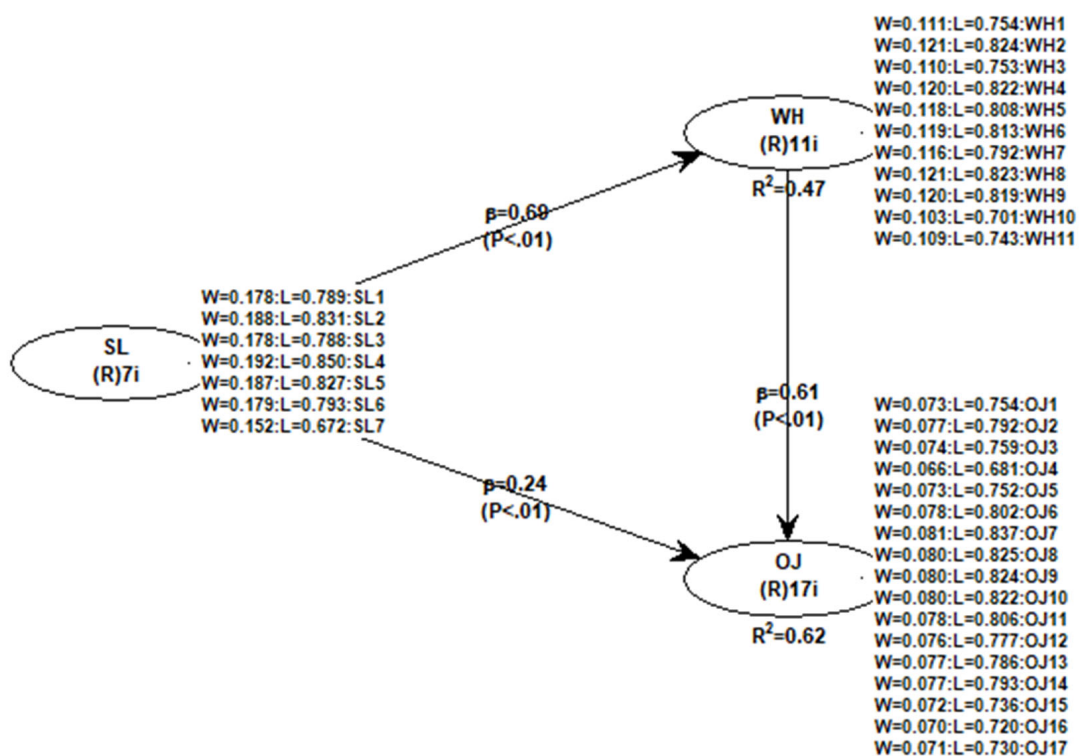 W=0.111:L=0.754:WH1
W=0.121:L=0.824:WH2
W=0.110:L=0.753:WH3
W=0.120:L=0.822:WH4
W=0.118:L=0.808:WH5
W=0.119:L=0.813:WH6
W=0.116:L=0.792:WH7
W=0.121:L=0.823:WH8
W=0.120:L=0.819:WH9
W=0.103:L=0.701:WH10
W=0.109:L=0.743:WH11
WH
(R)11i
R²=0.47
β=0.69
(P<.01)
W=0.178:L=0.789:SL1
W=0.188:L=0.831:SL2
W=0.178:L=0.788:SL3
W=0.192:L=0.850:SL4
W=0.187:L=0.827:SL5
W=0.179:L=0.793:SL6
W=0.152:L=0.672:SL7
SL
(R)7i
β=0.61
(P<.01)
β=0.24
(P<.01)
W=0.073:L=0.754:OJ1
W=0.077:L=0.792:OJ2
W=0.074:L=0.759:OJ3
W=0.066:L=0.681:OJ4
W=0.073:L=0.752:OJ5
W=0.078:L=0.802:OJ6
W=0.081:L=0.837:OJ7
W=0.080:L=0.825:OJ8
W=0.080:L=0.824:OJ9
W=0.080:L=0.822:OJ10
W=0.078:L=0.806:OJ11
W=0.076:L=0.777:OJ12
W=0.077:L=0.786:OJ13
W=0.077:L=0.793:OJ14
W=0.072:L=0.736:OJ15
W=0.070:L=0.720:OJ16
W=0.071:L=0.730:OJ17
OJ
(R)17i
R²=0.62